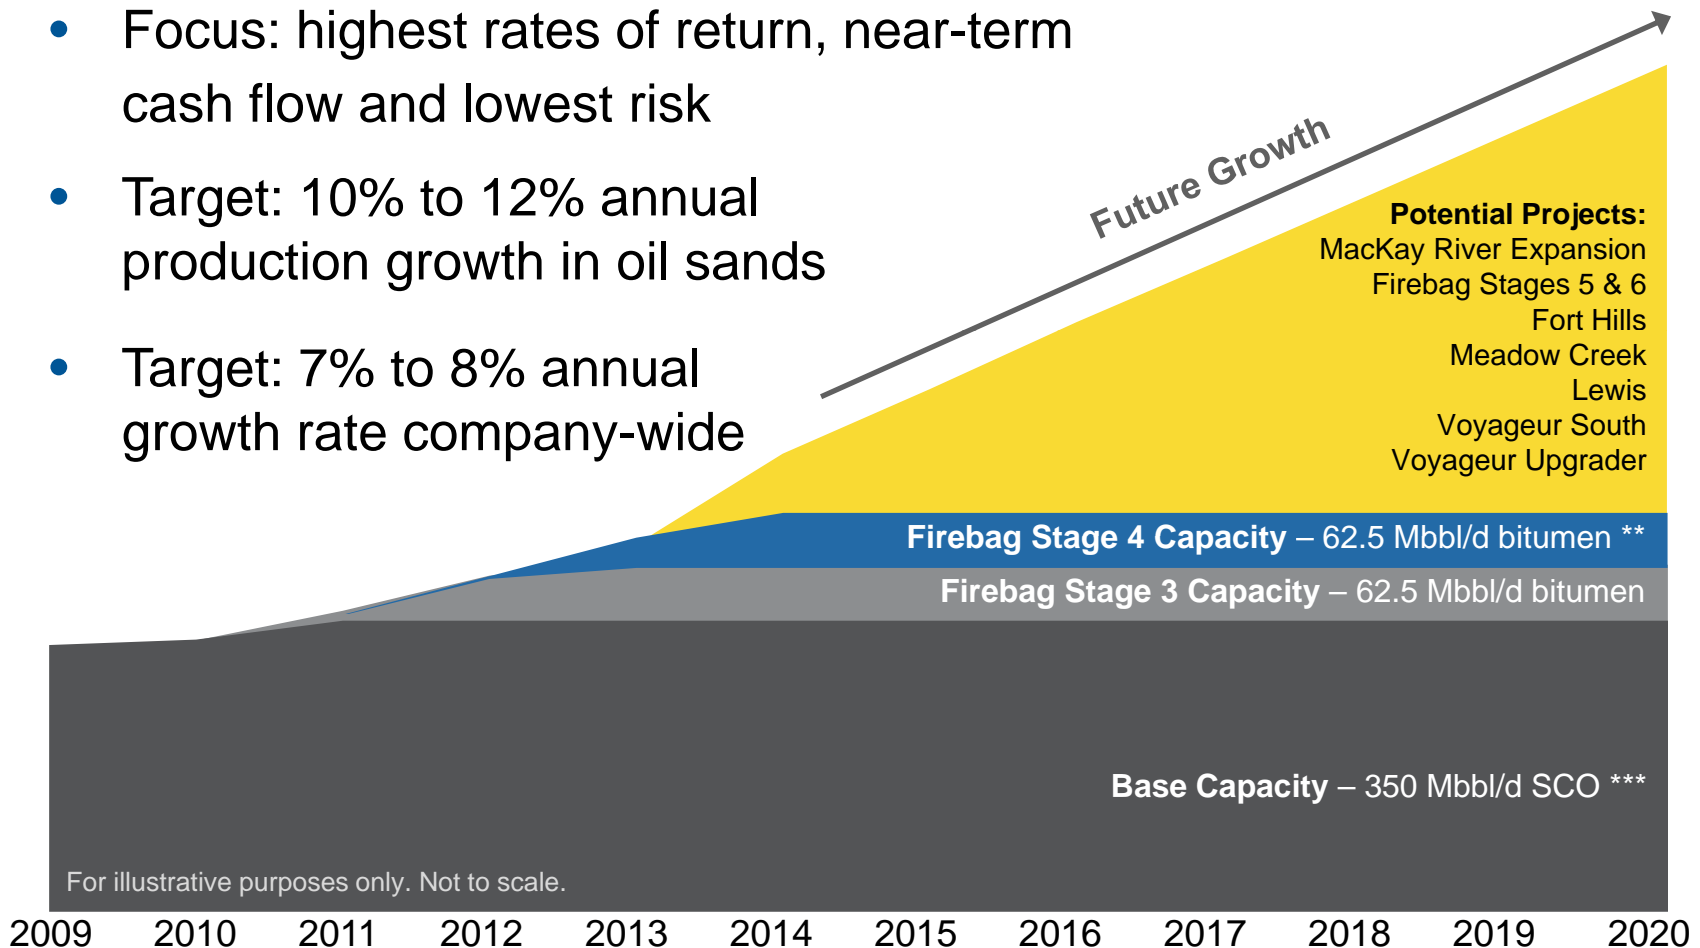 • Focus: highest rates of return, near-term
cash flow and lowest risk
• Target: 10% to 12% annual
production growth in oil sands
• Target: 7% to 8% annual
growth rate company-wide
Future Growth
Potential Projects:
MacKay River Expansion
Firebag Stages 5 & 6
Fort Hills
Meadow Creek
Lewis
Voyageur South
Voyageur Upgrader
Firebag Stage 4 Capacity – 62.5 Mbbl/d bitumen **
Firebag Stage 3 Capacity – 62.5 Mbbl/d bitumen
Base Capacity – 350 Mbbl/d SCO ***
For illustrative purposes only. Not to scale.
2009 2010 2011 2012 2013 2014 2015 2016 2017 2018 2019 2020